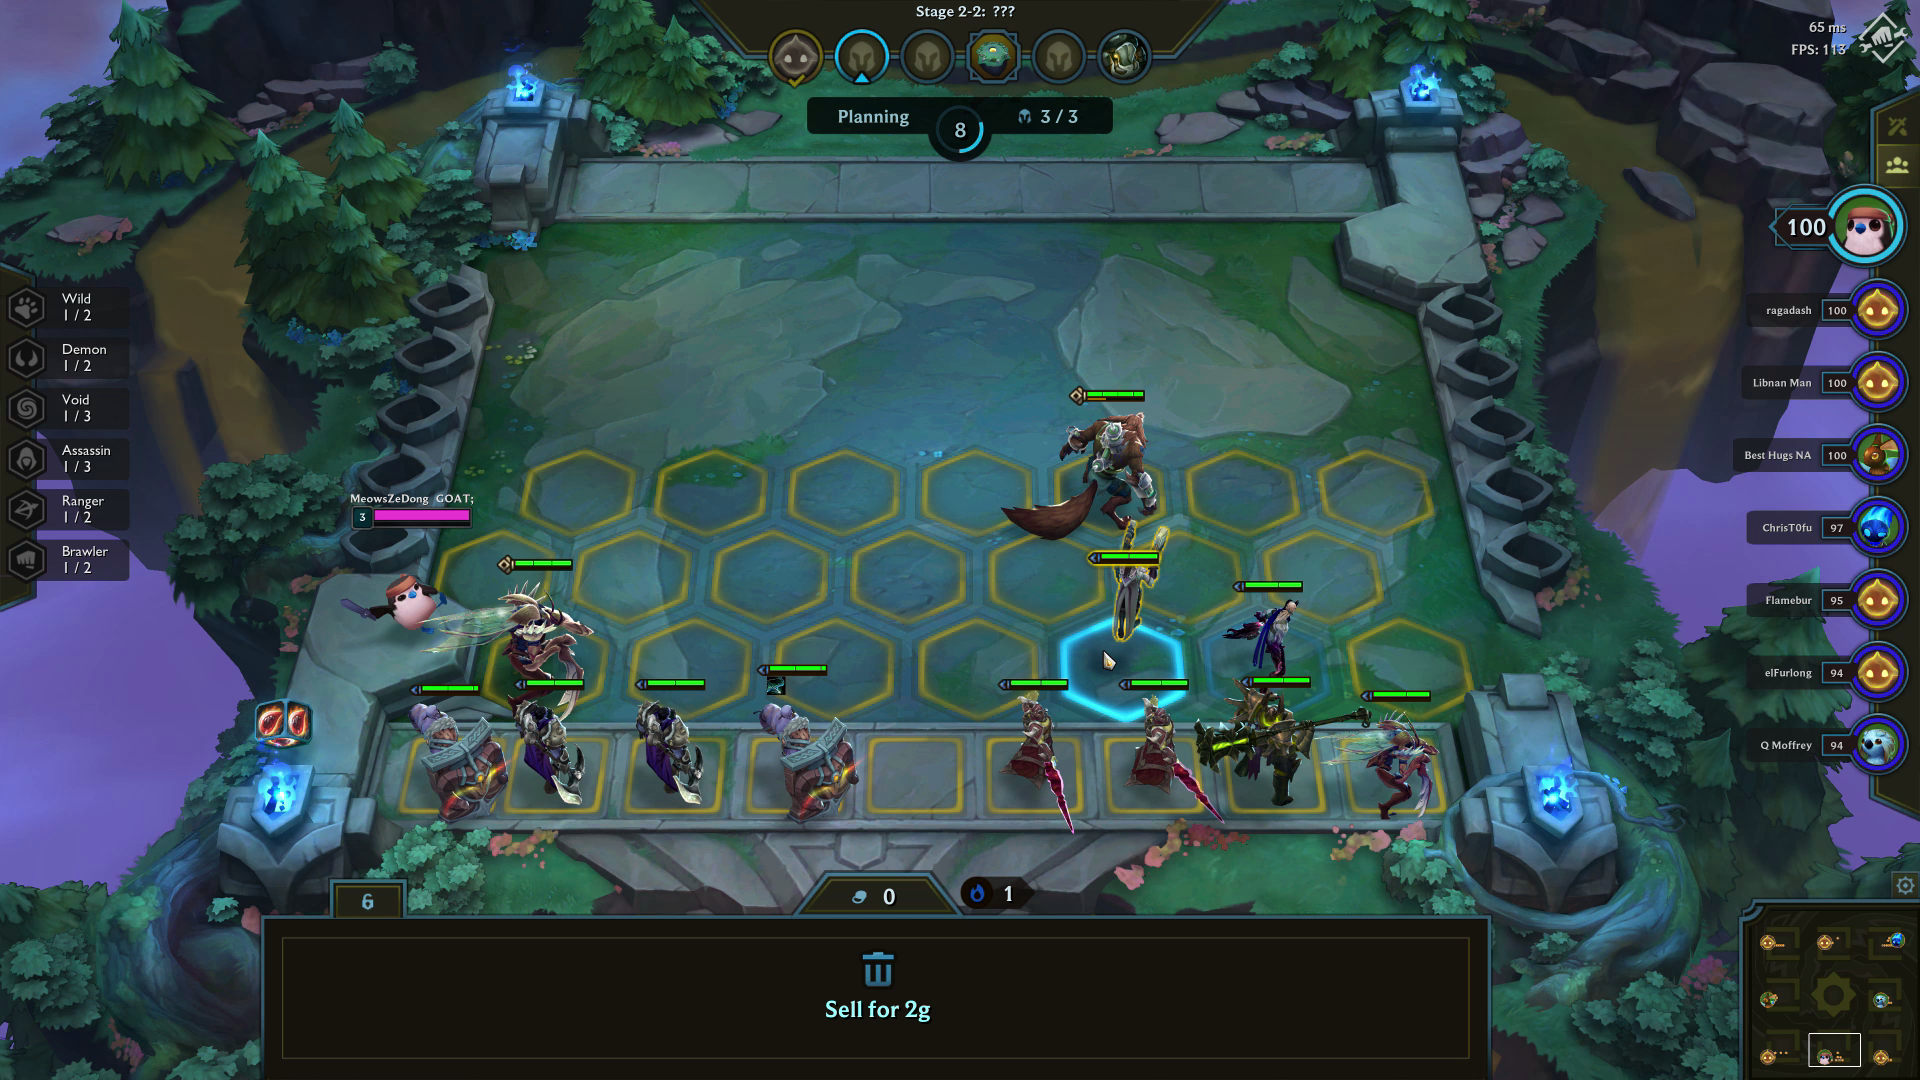 Stage 2-2: ???
65 ms
FPS: 113
Planning
8
3 / 3
100
ragadash
100
Libnan Man
100
Best Hugs NA
100
ChrisT0fu
97
Flamebur
95
elFurlong
94
Q Moffrey
94
Wild
1 / 2
Demon
1 / 2
Void
1 / 3
Assassin
1 / 3
Ranger
1 / 2
Brawler
1 / 2
MeowsZeDong GOAT;
3
6
0
1
Sell for 2g